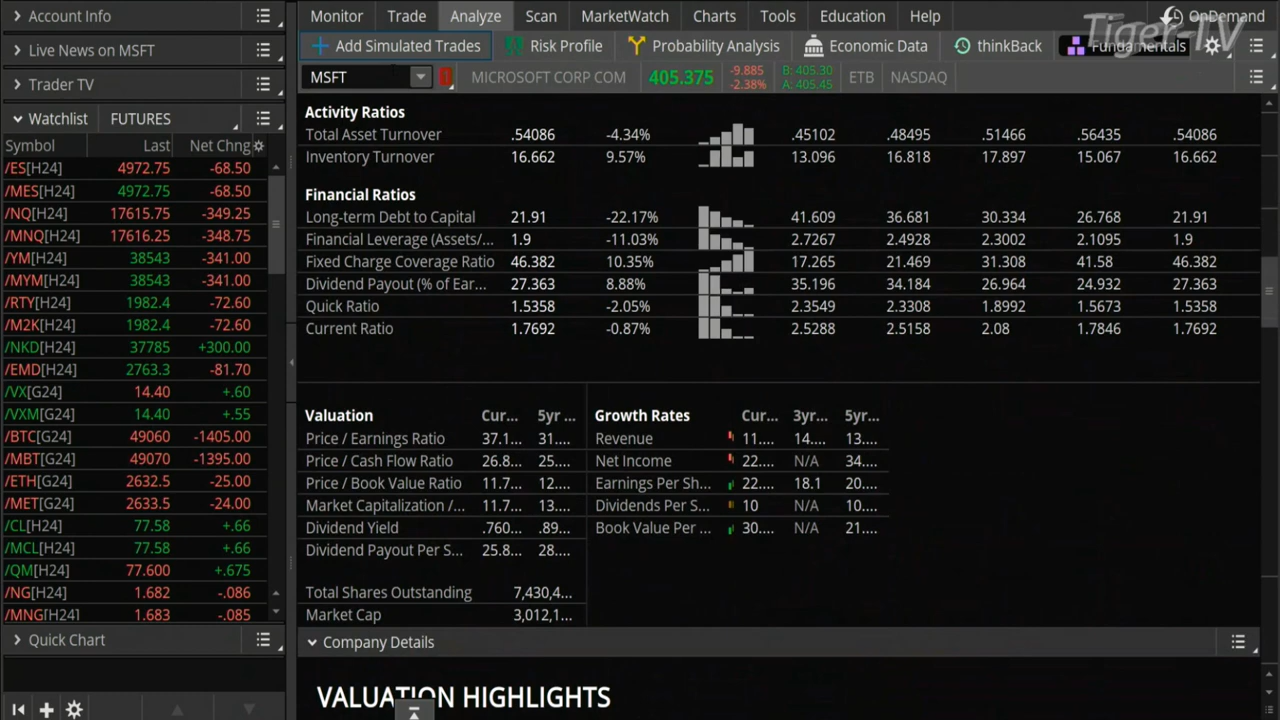 Account Info
Live News on MSFT
Trader TV
Watchlist FUTURES
Symbol Last Net Chng
/ES[H24] 4972.75 -68.50
/MES[H24] 4972.75 -68.50
/NQ[H24] 17615.75 -349.25
/MNQ[H24] 17616.25 -348.75
/YM[H24] 38543 -341.00
/MYM[H24] 38543 -341.00
/RTY[H24] 1982.4 -72.60
/M2K[H24] 1982.4 -72.60
/NKD[H24] 37785 +300.00
/EMD[H24] 2763.3 -81.70
/VX[G24] 14.40 +.60
/VXM[G24] 14.40 +.55
/BTC[G24] 49060 -1405.00
/MBT[G24] 49070 -1395.00
/ETH[G24] 2632.5 -25.00
/MET[G24] 2633.5 -24.00
/CL[H24] 77.58 +.66
/MCL[H24] 77.58 +.66
/QM[H24] 77.600 +.675
/NG[H24] 1.682 -.086
/MNG[H24] 1.683 -.085
Quick Chart
Monitor Trade Analyze Scan MarketWatch Charts Tools Education Help OnDemand
Tiger-TV
Add Simulated Trades Risk Profile Probability Analysis Economic Data thinkBack Fundamentals
MSFT MICROSOFT CORP COM 405.375 -9.885 -2.38% B: 405.30 A: 405.45 ETB NASDAQ
Activity Ratios
Total Asset Turnover .54086 -4.34% .45102 .48495 .51466 .56435 .54086
Inventory Turnover 16.662 9.57% 13.096 16.818 17.897 15.067 16.662
Financial Ratios
Long-term Debt to Capital 21.91 -22.17% 41.609 36.681 30.334 26.768 21.91
Financial Leverage (Assets/... 1.9 -11.03% 2.7267 2.4928 2.3002 2.1095 1.9
Fixed Charge Coverage Ratio 46.382 10.35% 17.265 21.469 31.308 41.58 46.382
Dividend Payout (% of Ear... 27.363 8.88% 35.196 34.184 26.964 24.932 27.363
Quick Ratio 1.5358 -2.05% 2.3549 2.3308 1.8992 1.5673 1.5358
Current Ratio 1.7692 -0.87% 2.5288 2.5158 2.08 1.7846 1.7692
Valuation Cur... 5yr ...
Price / Earnings Ratio 37.1... 31....
Price / Cash Flow Ratio 26.8... 25....
Price / Book Value Ratio 11.7... 12....
Market Capitalization /... 11.7... 13....
Dividend Yield .760... .89...
Dividend Payout Per S... 25.8... 28....
Total Shares Outstanding 7,430,4...
Market Cap 3,012,1...
Growth Rates Cur... 3yr... 5yr...
Revenue 11.... 14.... 13....
Net Income 22.... N/A 34....
Earnings Per Sh... 22.... 18.1 20....
Dividends Per S... 10 N/A 10....
Book Value Per ... 30.... N/A 21....
Company Details
VALUATION HIGHLIGHTS